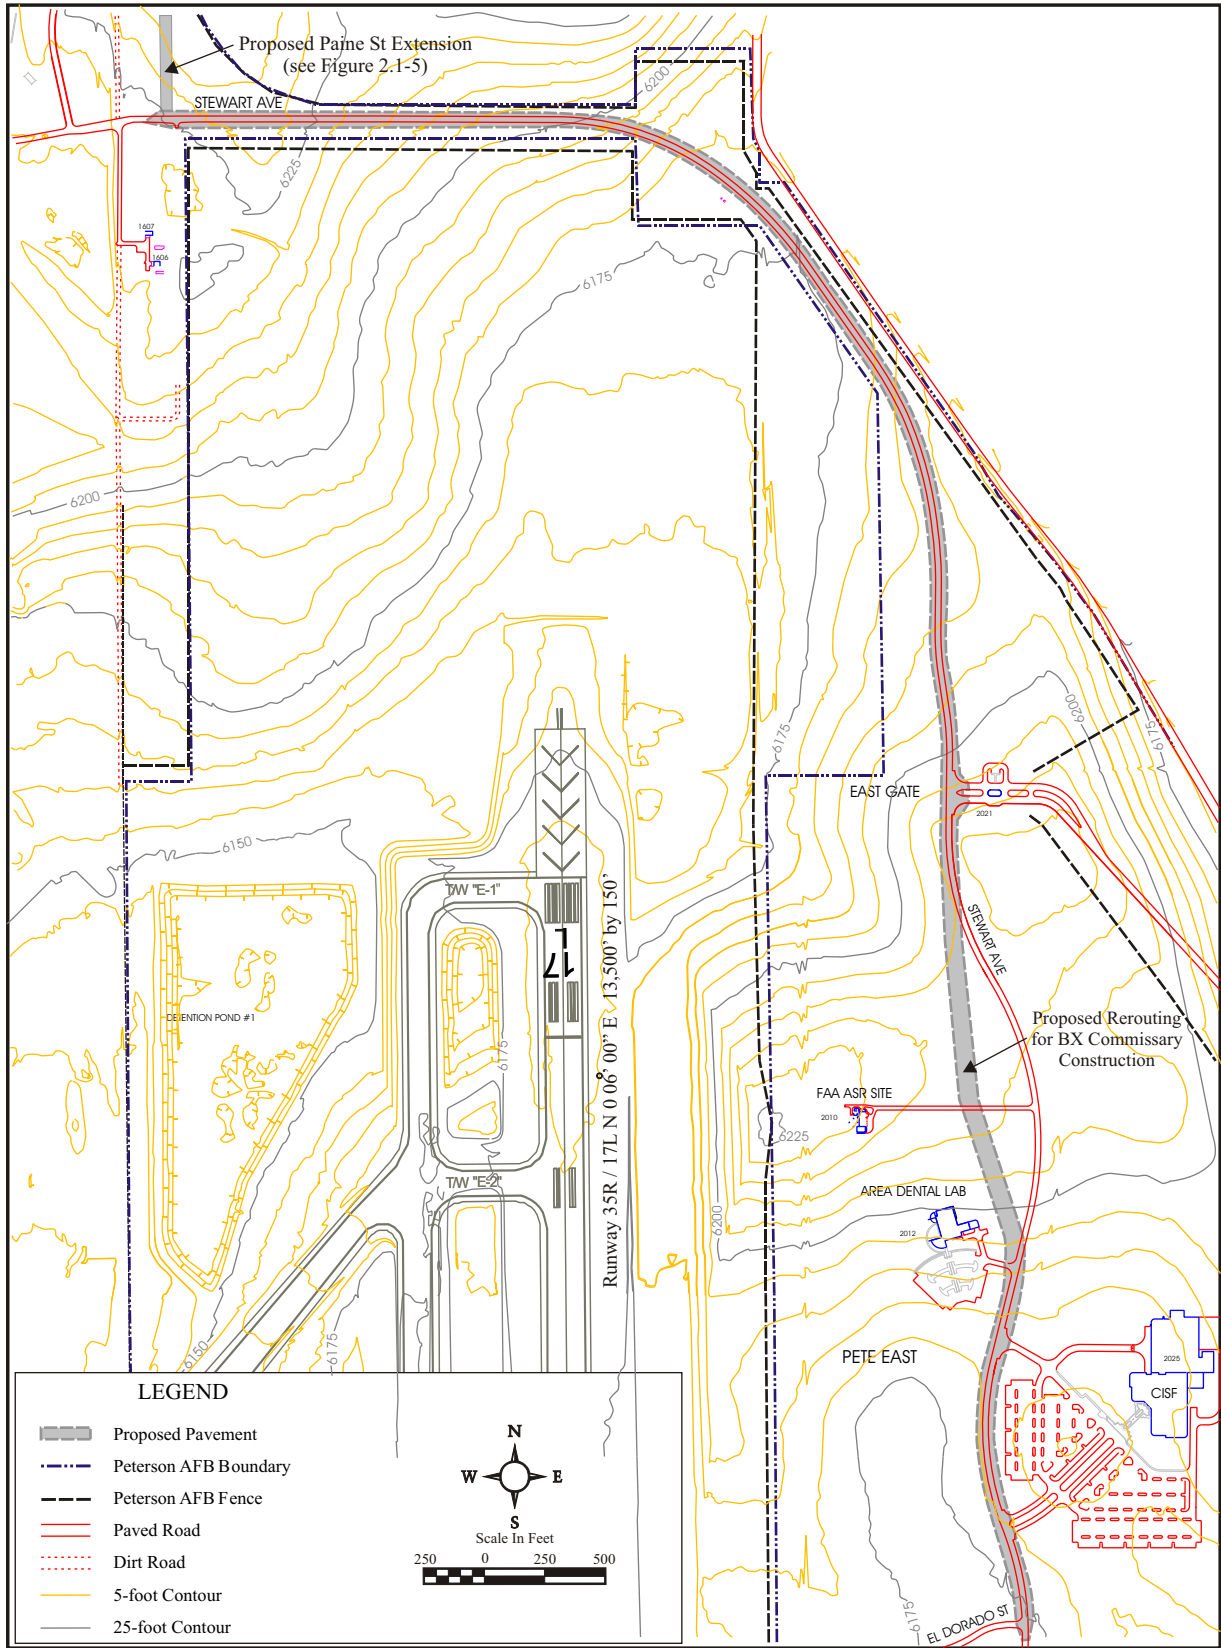 Proposed Paine St Extension
(see Figure 2.1-5)
STEWART AVE
6200
6225
1607
1606
6175
6200
6175
6200
6175
EAST GATE
2021
6150
T/W "E-1"
17
L
STEWART AVE
Runway 35R / 17L N 0 06' 00" E 13,500' by 150'
DETENTION POND #1
6175
Proposed Rerouting
for BX Commissary
Construction
FAA ASR SITE
2010
6225
T/W "E-2"
AREA DENTAL LAB
2012
6200
6150
6175
PETE EAST
2025
CISF
6175
EL DORADO ST
LEGEND
Proposed Pavement
Peterson AFB Boundary
Peterson AFB Fence
Paved Road
Dirt Road
5-foot Contour
25-foot Contour
N
W
E
S
Scale In Feet
250 0 250 500